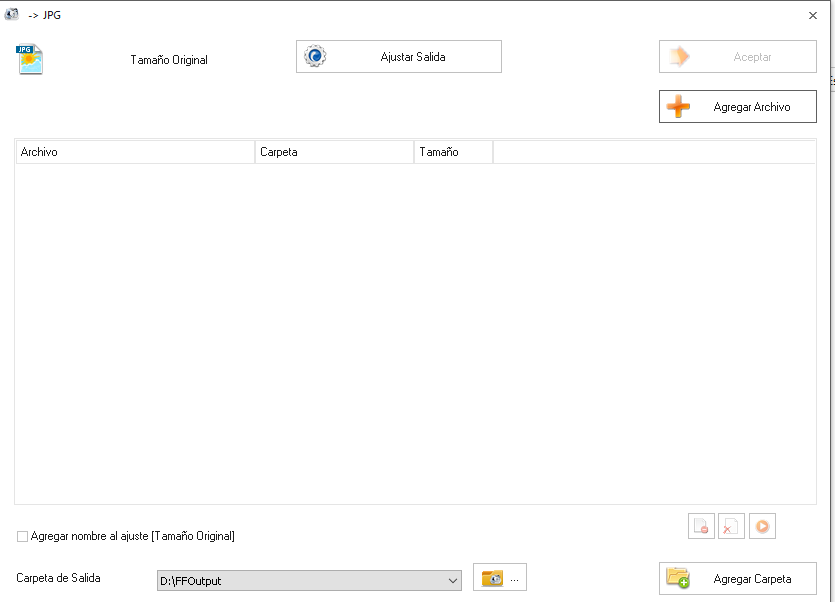 -> JPG
JPG
Tamaño Original
Ajustar Salida
Aceptar
Agregar Archivo
Archivo
Carpeta
Tamaño
Agregar nombre al ajuste [Tamaño Original]
Carpeta de Salida
D:\FFOutput
...
Agregar Carpeta